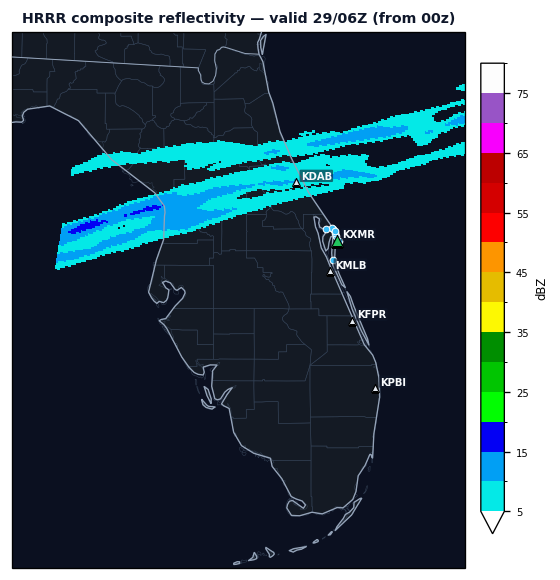 HRRR composite reflectivity — valid 29/06Z (from 00z)
75
65
55
45
35
25
15
5
dBZ
KDAB
KXMR
KMLB
KFPR
KPBI